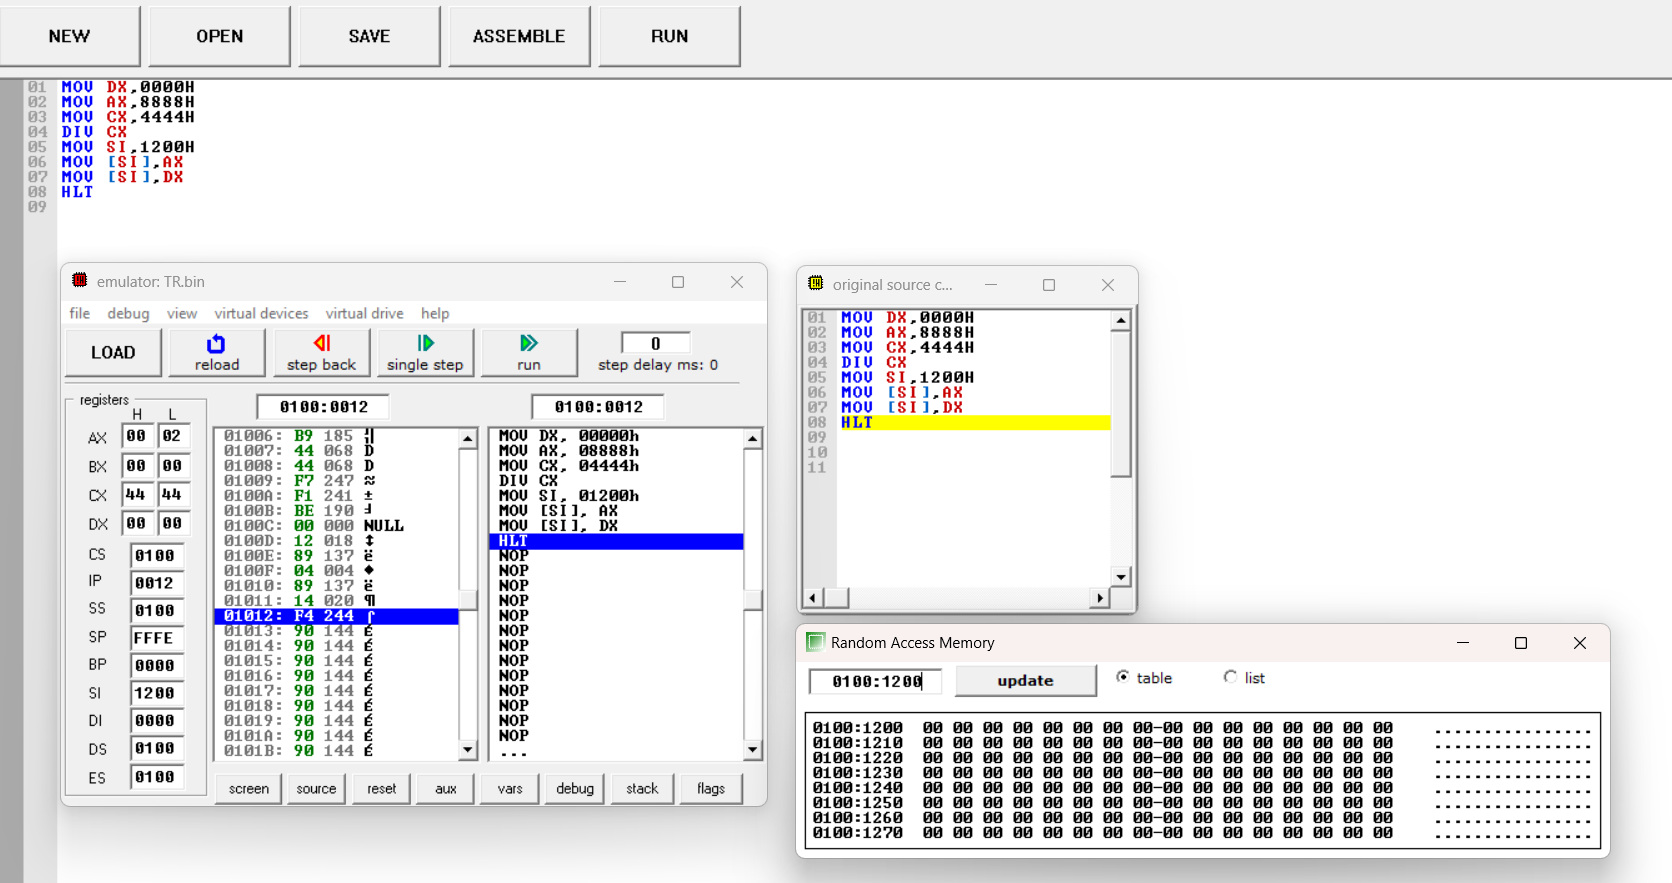 NEW OPEN SAVE ASSEMBLE RUN
01 MOV DX,0000H
02 MOV AX,8888H
03 MOV CX,4444H
04 DIV CX
05 MOV SI,1200H
06 MOV [SI],AX
07 MOV [SI],DX
08 HLT
09
emulator: TR.bin
file debug view virtual devices virtual drive help
LOAD reload step back single step run 0
step delay ms: 0
registers
H L
AX 00 02
BX 00 00
CX 44 44
DX 00 00
CS 0100
IP 0012
SS 0100
SP FFFE
BP 0000
SI 1200
DI 0000
DS 0100
ES 0100
0100:0012
01006: B9 185 ╣
01007: 44 068 D
01008: 44 068 D
01009: F7 247 ≈
0100A: F1 241 ±
0100B: BE 190 ╛
0100C: 00 000 NULL
0100D: 12 018 ↕
0100E: 89 137 ë
0100F: 04 004 ♦
01010: 89 137 ë
01011: 14 020 ¶
01012: F4 244 ⌠
01013: 90 144 É
01014: 90 144 É
01015: 90 144 É
01016: 90 144 É
01017: 90 144 É
01018: 90 144 É
01019: 90 144 É
0101A: 90 144 É
0101B: 90 144 É
0100:0012
MOV DX, 00000h
MOV AX, 08888h
MOV CX, 04444h
DIV CX
MOV SI, 01200h
MOV [SI], AX
MOV [SI], DX
HLT
NOP
NOP
NOP
NOP
NOP
NOP
NOP
NOP
NOP
NOP
NOP
NOP
NOP
...
screen source reset aux vars debug stack flags
original source c...
01 MOV DX,0000H
02 MOV AX,8888H
03 MOV CX,4444H
04 DIV CX
05 MOV SI,1200H
06 MOV [SI],AX
07 MOV [SI],DX
08 HLT
09
10
11
Random Access Memory
0100:1200 update table list
0100:1200 00 00 00 00 00 00 00 00-00 00 00 00 00 00 00 00 ................
0100:1210 00 00 00 00 00 00 00 00-00 00 00 00 00 00 00 00 ................
0100:1220 00 00 00 00 00 00 00 00-00 00 00 00 00 00 00 00 ................
0100:1230 00 00 00 00 00 00 00 00-00 00 00 00 00 00 00 00 ................
0100:1240 00 00 00 00 00 00 00 00-00 00 00 00 00 00 00 00 ................
0100:1250 00 00 00 00 00 00 00 00-00 00 00 00 00 00 00 00 ................
0100:1260 00 00 00 00 00 00 00 00-00 00 00 00 00 00 00 00 ................
0100:1270 00 00 00 00 00 00 00 00-00 00 00 00 00 00 00 00 ................